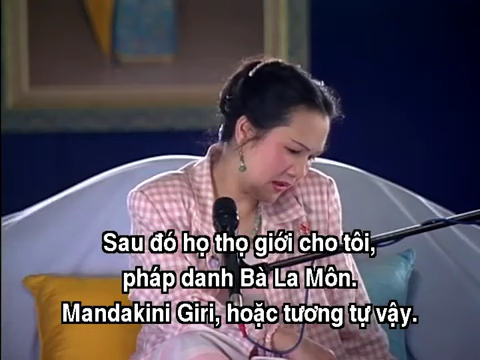 Sau đó họ thọ giới cho tôi,
pháp danh Bà La Môn.
Mandakini Giri, hoặc tương tự vậy.